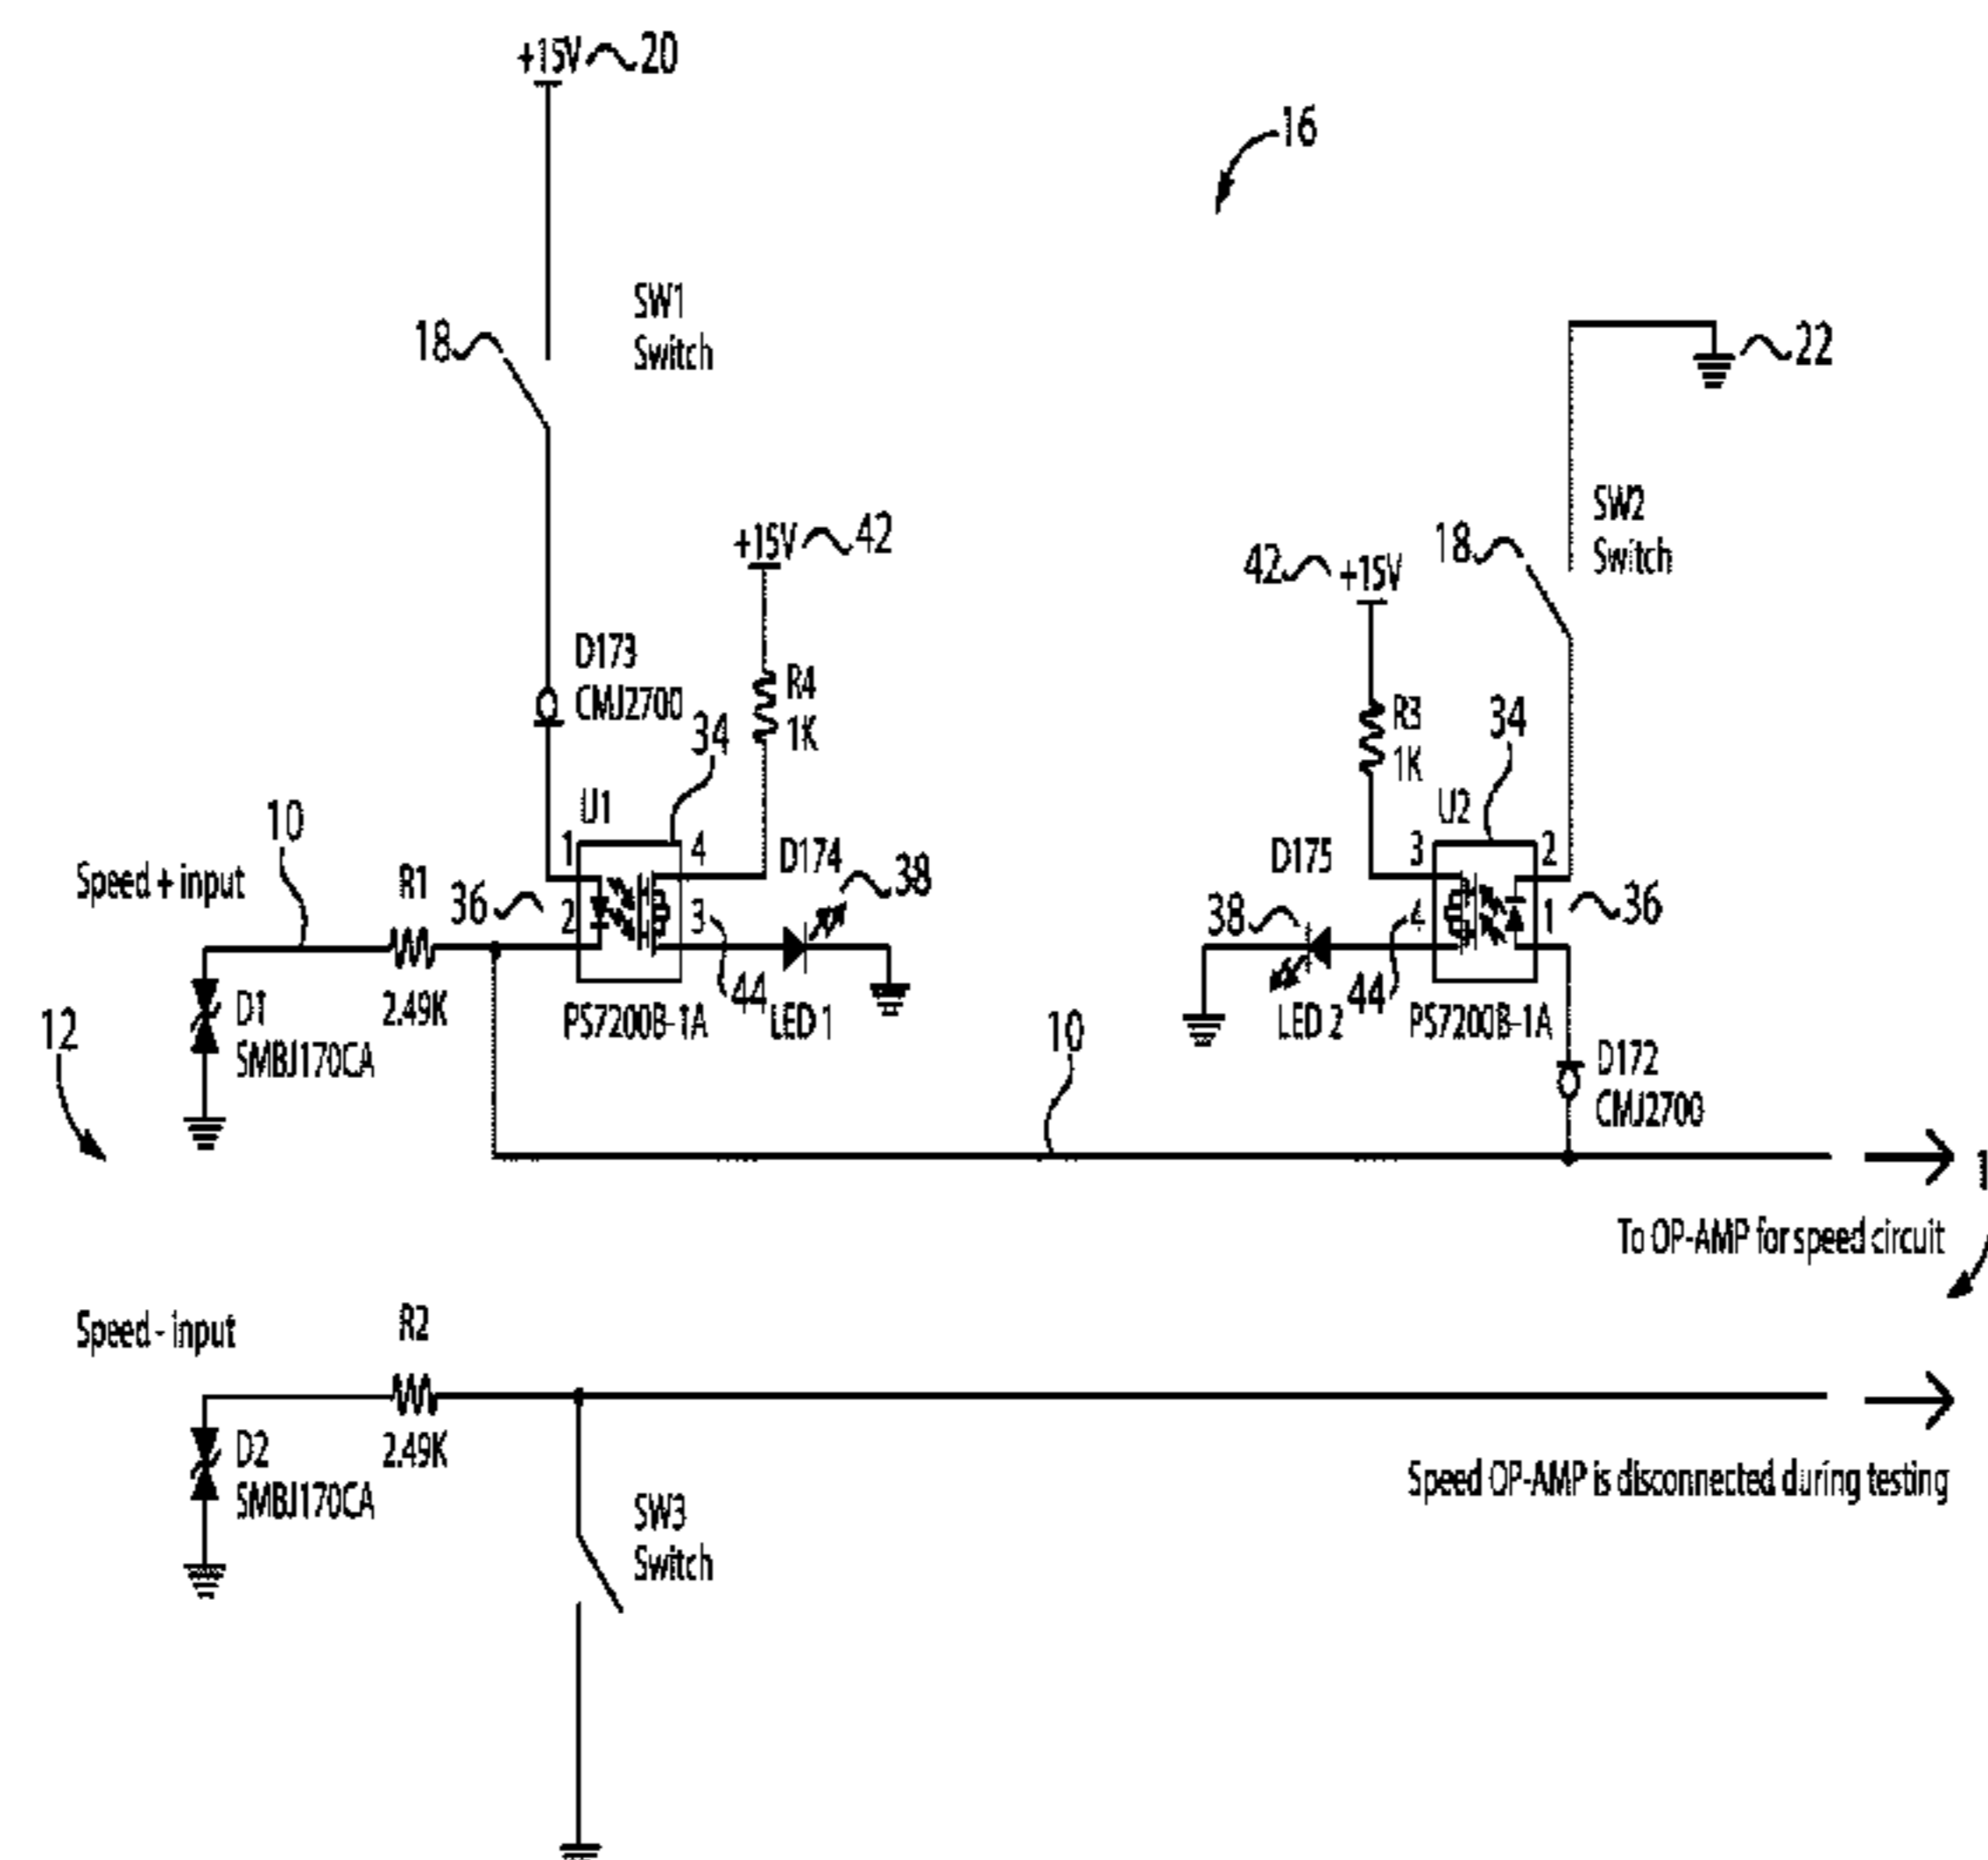 +15V 20
16
SW1
Switch
18
22
SW2
Switch
18
+15V 42
42 +15V
D173
CMJ2700
R4
1K
34
R3
1K
34
U1
U2
10
1
4
D174
38
D175
3
2
Speed + input
R1
36
2
3
38
4
1
36
44
44
D1
SMBJ170CA
2.49K
PS7200B-1A
LED 1
LED 2
PS7200B-1A
12
10
D172
CMJ2700
To OP-AMP for speed circuit
Speed - input
R2
D2
SMBJ170CA
2.49K
Speed OP-AMP is disconnected during testing
SW3
Switch